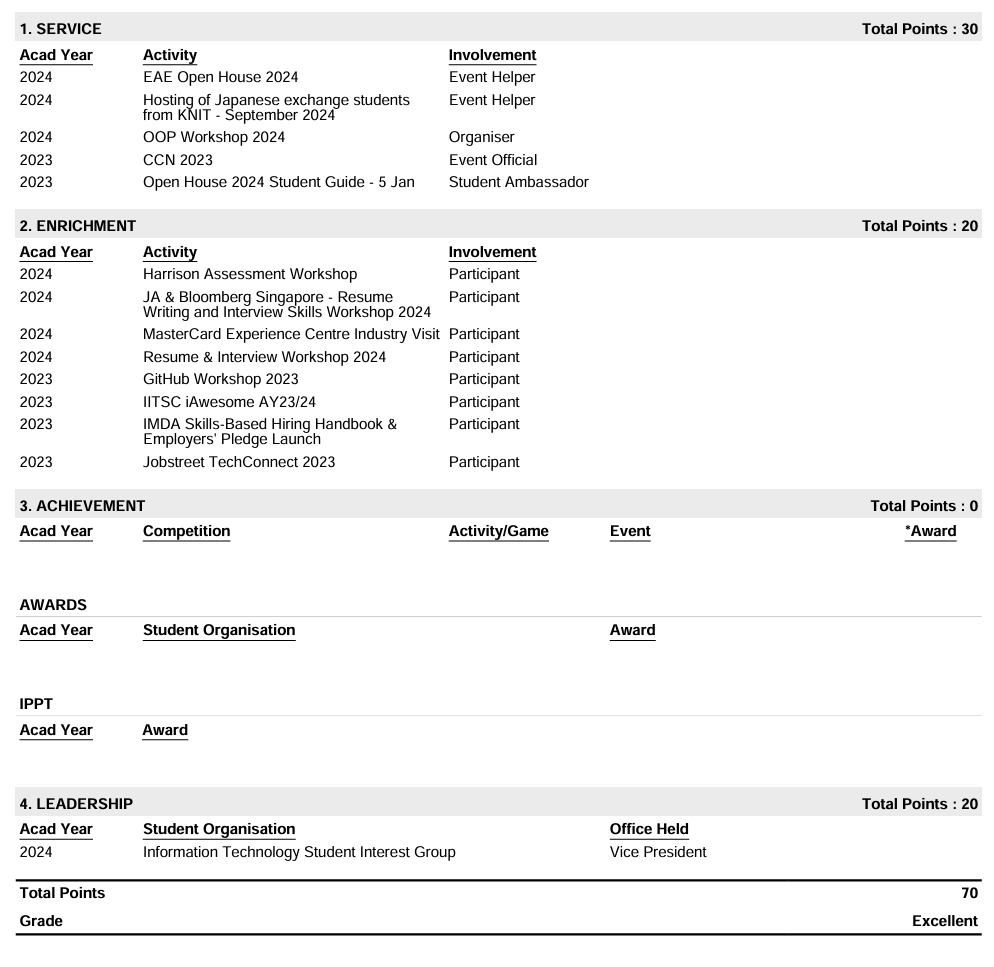 1. SERVICE Total Points : 30
Acad Year Activity Involvement
2024 EAE Open House 2024 Event Helper
2024 Hosting of Japanese exchange students Event Helper
from KNIT - September 2024
2024 OOP Workshop 2024 Organiser
2023 CCN 2023 Event Official
2023 Open House 2024 Student Guide - 5 Jan Student Ambassador
2. ENRICHMENT Total Points : 20
Acad Year Activity Involvement
2024 Harrison Assessment Workshop Participant
2024 JA & Bloomberg Singapore - Resume Participant
Writing and Interview Skills Workshop 2024
2024 MasterCard Experience Centre Industry Visit Participant
2024 Resume & Interview Workshop 2024 Participant
2023 GitHub Workshop 2023 Participant
2023 IITSC iAwesome AY23/24 Participant
2023 IMDA Skills-Based Hiring Handbook & Participant
Employers' Pledge Launch
2023 Jobstreet TechConnect 2023 Participant
3. ACHIEVEMENT Total Points : 0
Acad Year Competition Activity/Game Event *Award
AWARDS
Acad Year Student Organisation Award
IPPT
Acad Year Award
4. LEADERSHIP Total Points : 20
Acad Year Student Organisation Office Held
2024 Information Technology Student Interest Group Vice President
Total Points 70
Grade Excellent